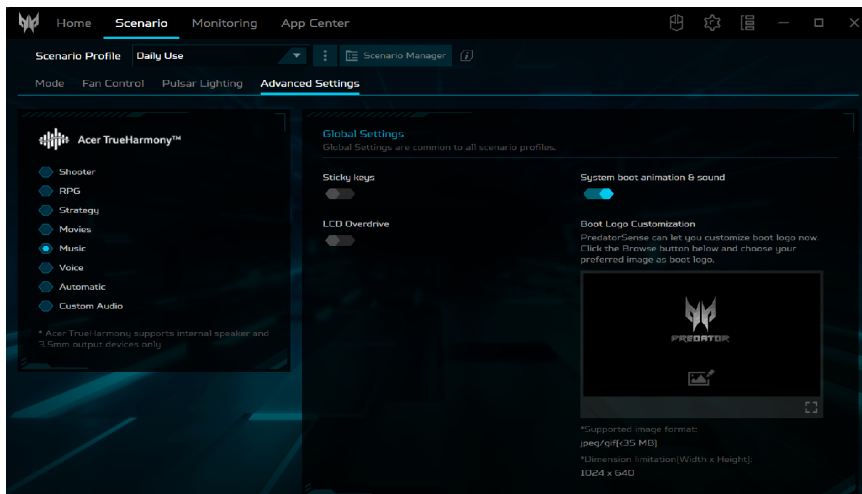 Home Scenario Monitoring App Center
Scenario Profile Daily Use Scenario Manager
Mode Fan Control Pulsar Lighting Advanced Settings
Acer TrueHarmony™
Shooter
RPG
Strategy
Movies
Music
Voice
Automatic
Custom Audio
* Acer TrueHarmony supports internal speaker and
3.5mm output devices only
Global Settings
Global Settings are common to all scenario profiles.
Sticky keys
LCD Overdrive
System boot animation & sound
Boot Logo Customization
PredatorSense can let you customize boot logo now.
Click the Browse button below and choose your
preferred image as boot logo.
PREDATOR
*Supported image format:
jpeg/gif(<35 MB)
*Dimension limitation(Width x Height):
1024 x 640